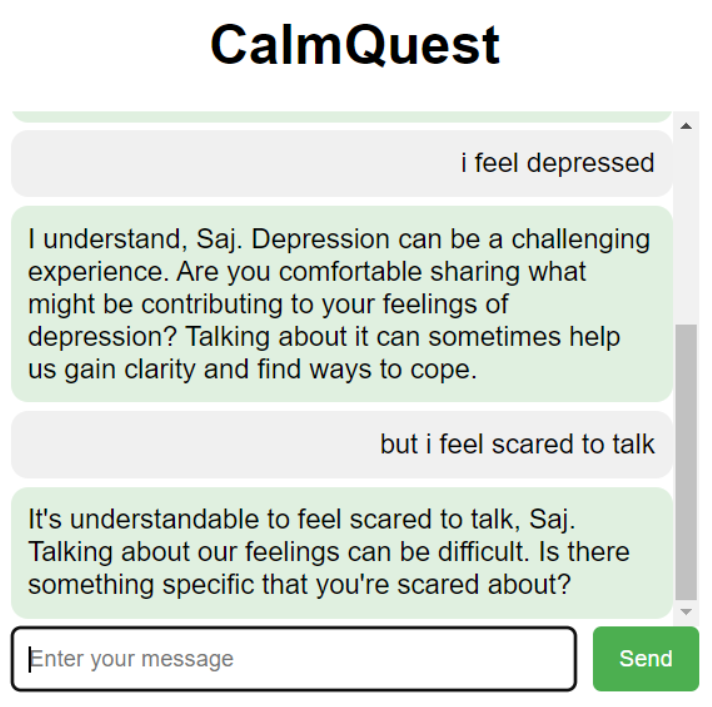 CalmQuest
i feel depressed
I understand, Saj. Depression can be a challenging
experience. Are you comfortable sharing what
might be contributing to your feelings of
depression? Talking about it can sometimes help
us gain clarity and find ways to cope.
but i feel scared to talk
It's understandable to feel scared to talk, Saj.
Talking about our feelings can be difficult. Is there
something specific that you're scared about?
Enter your message
Send